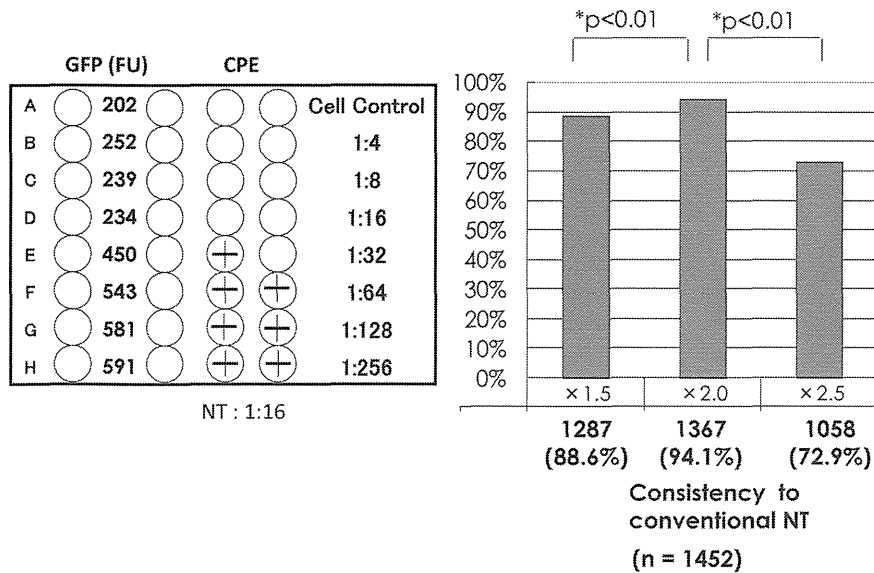 GFP (FU) CPE
A 202 Cell Control
B 252 1:4
C 239 1:8
D 234 1:16
E 450 + 1:32
F 543 + + 1:64
G 581 + + 1:128
H 591 + + 1:256
NT : 1:16
*p<0.01 *p<0.01
100%
90%
80%
70%
60%
50%
40%
30%
20%
10%
0%
×1.5 ×2.0 ×2.5
1287 1367 1058
(88.6%) (94.1%) (72.9%)
Consistency to
conventional NT
(n = 1452)